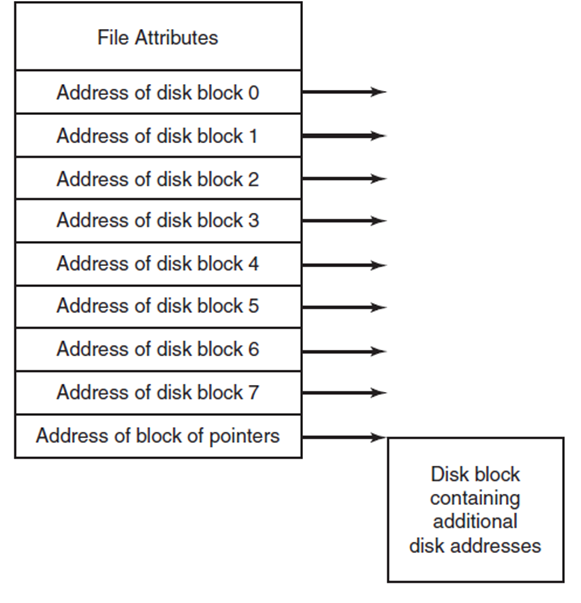 File Attributes
Address of disk block 0
Address of disk block 1
Address of disk block 2
Address of disk block 3
Address of disk block 4
Address of disk block 5
Address of disk block 6
Address of disk block 7
Address of block of pointers
Disk block
containing
additional
disk addresses